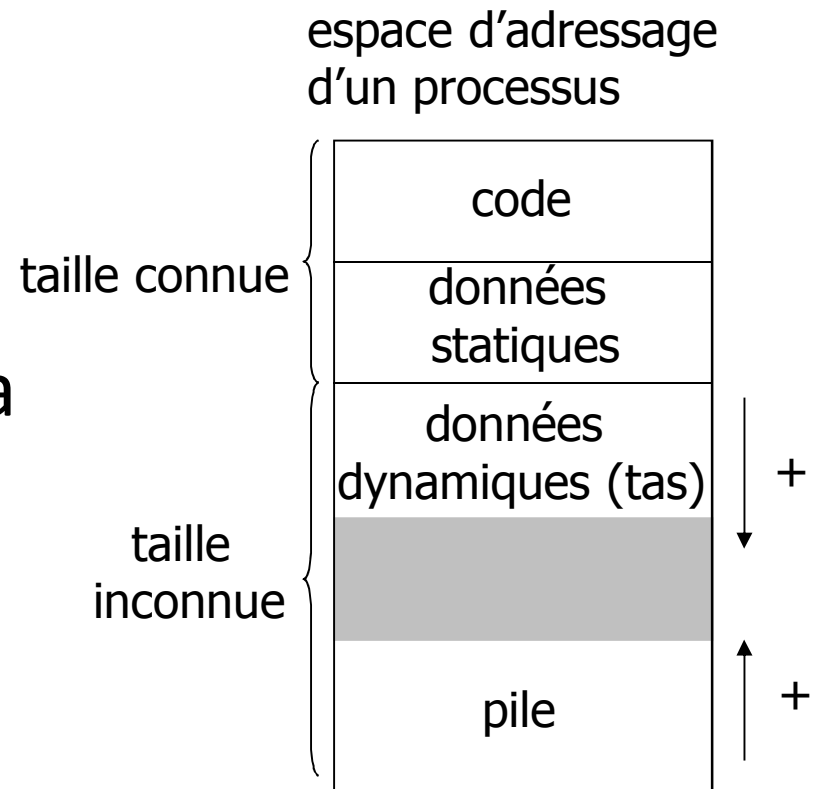 espace d’adressage
d’un processus
code
taille connue
données
statiques
a
données
dynamiques (tas)
+
taille
inconnue
pile
+